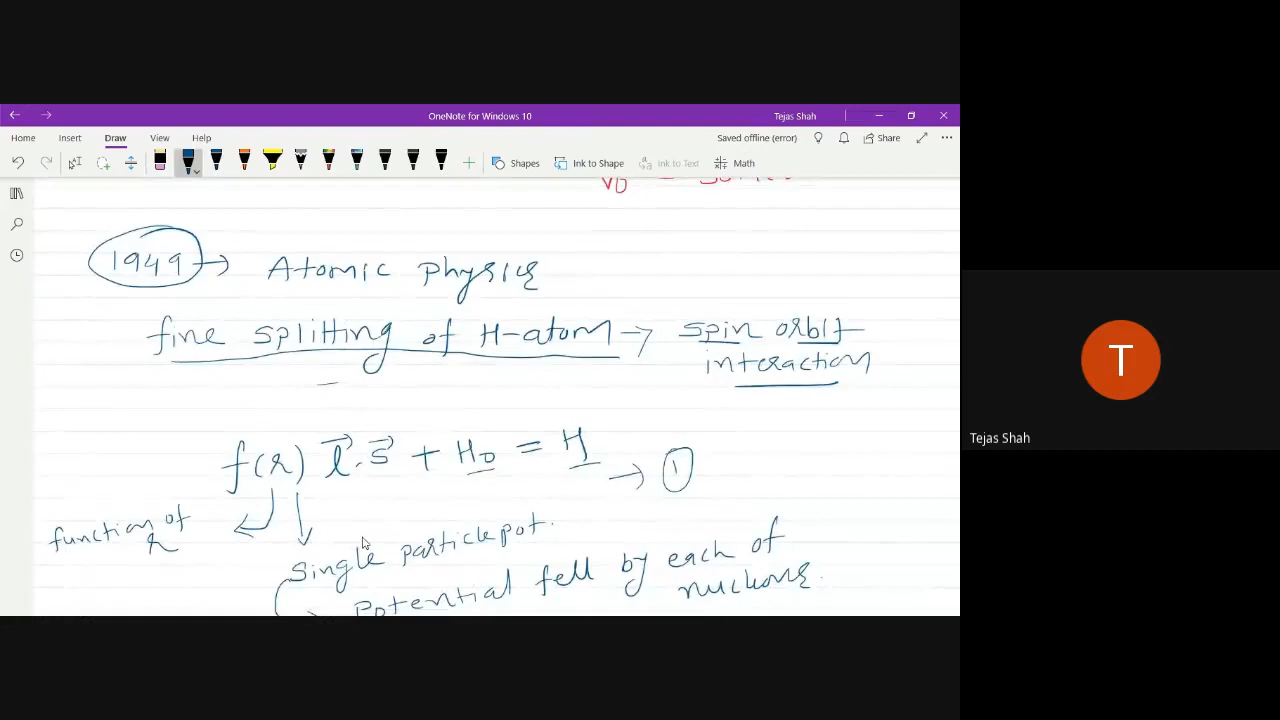 OneNote for Windows 10
Tejas Shah
Home Insert Draw View Help
Saved offline (error)
Share
Shapes
Ink to Shape
Ink to Text
Math
1949 → Atomic Physics
fine splitting of H-atom → spin orbit
interaction
f(r) l⃗.s⃗ + H₀ = H → ①
function of
r
Single particle pot.
Potential fell by each of
nucleons.
T
Tejas Shah